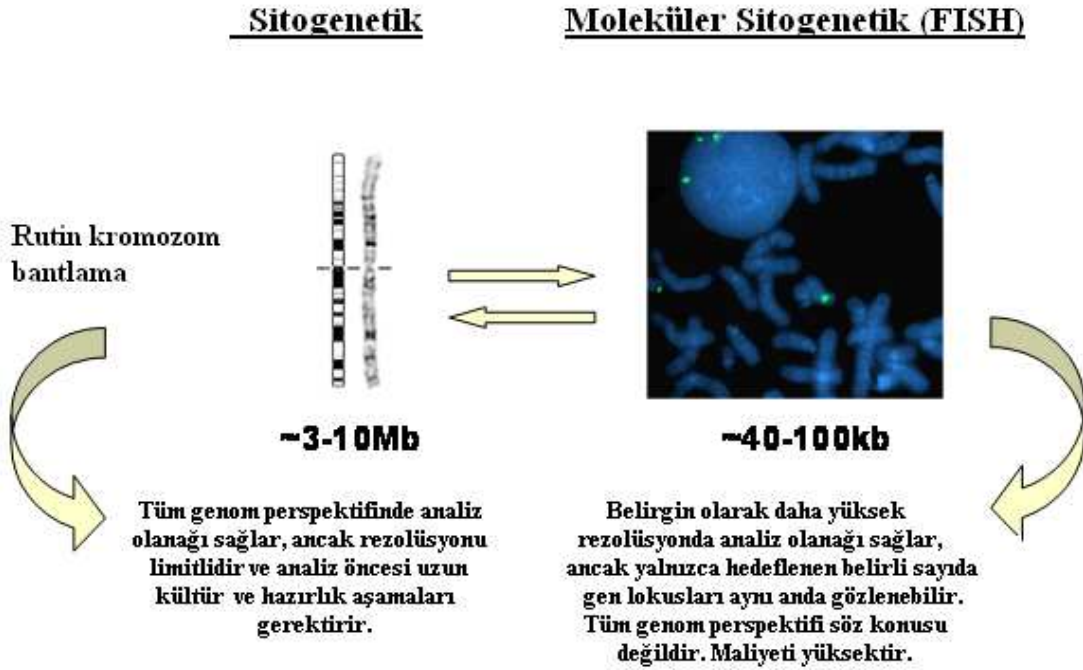 Sitogenetik
Moleküler Sitogenetik (FISH)
Rutin kromozom
bantlama
~3-10Mb
~40-100kb
Tüm genom perspektifinde analiz
olanağı sağlar, ancak rezolüsyonu
limitlidir ve analiz öncesi uzun
kültür ve hazırlık aşamaları
gerektirir.
Belirgin olarak daha yüksek
rezolüsyonda analiz olanağı sağlar,
ancak yalnızca hedeflenen belirli sayıda
gen lokusları aynı anda gözlenebilir.
Tüm genom perspektifi söz konusu
değildir. Maliyeti yüksektir.